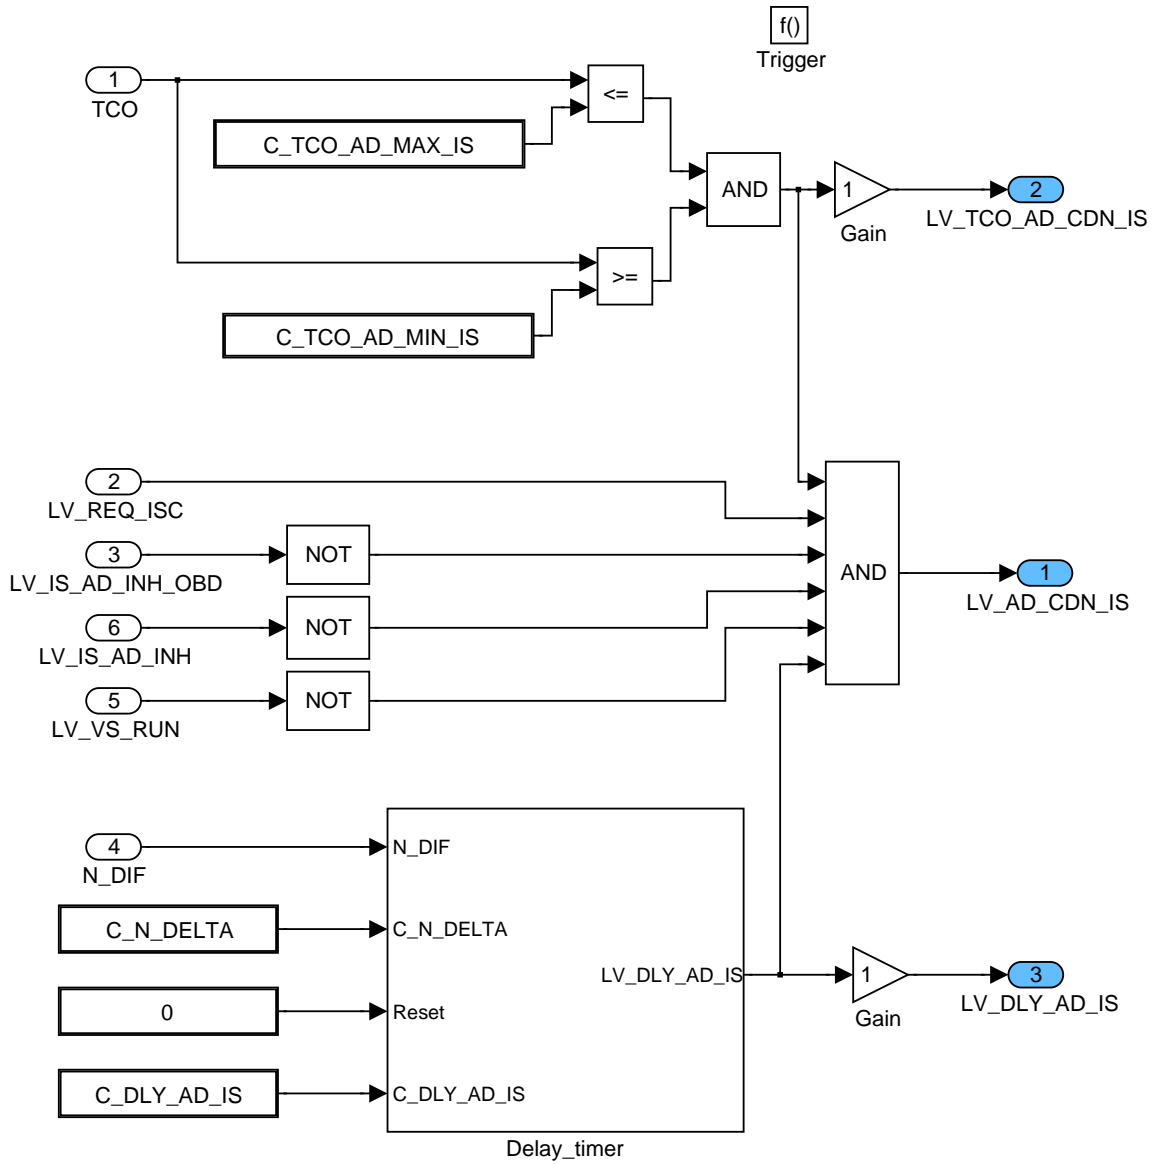 f()
Trigger
1
TCO
<=
C_TCO_AD_MAX_IS
AND
1
Gain
2
LV_TCO_AD_CDN_IS
>=
C_TCO_AD_MIN_IS
2
LV_REQ_ISC
3
LV_IS_AD_INH_OBD
NOT
AND
1
LV_AD_CDN_IS
6
LV_IS_AD_INH
NOT
5
LV_VS_RUN
NOT
4
N_DIF
N_DIF
C_N_DELTA
C_N_DELTA
LV_DLY_AD_IS
1
Gain
3
LV_DLY_AD_IS
0
Reset
C_DLY_AD_IS
C_DLY_AD_IS
Delay_timer